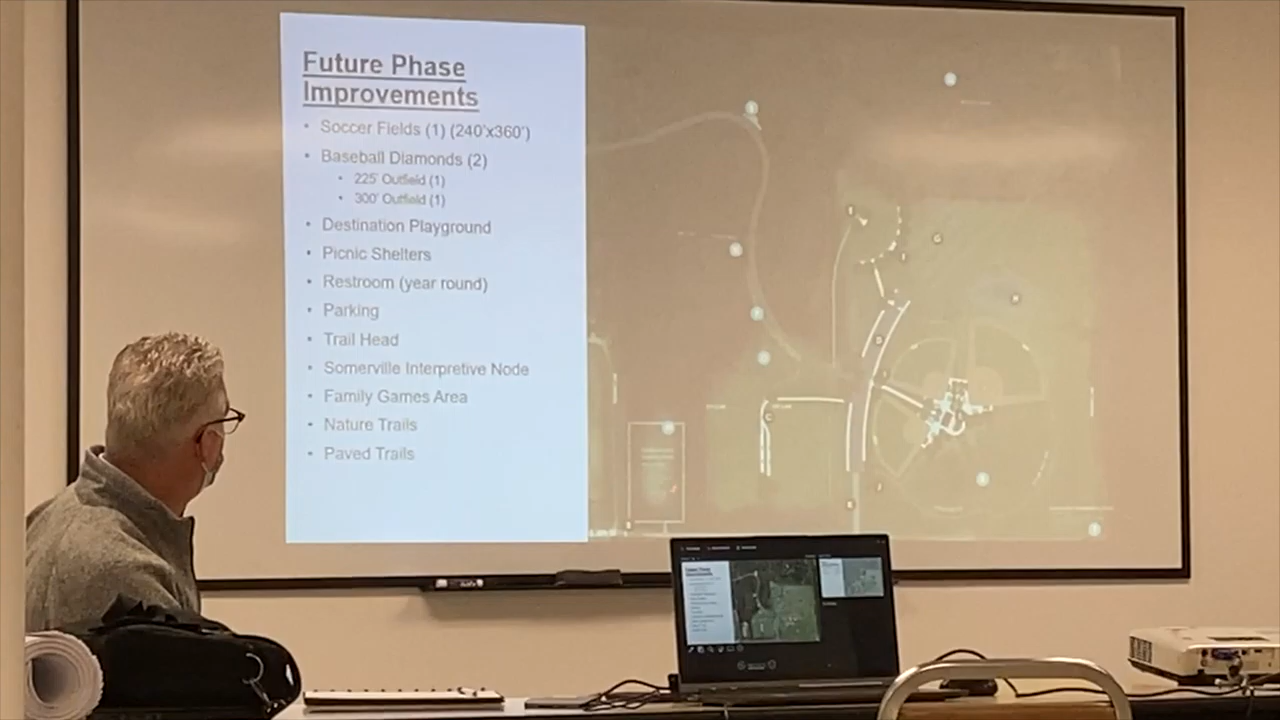 Future Phase
Improvements
• Soccer Fields (1) (240'x360')
• Baseball Diamonds (2)
• 225' Outfield (1)
• 300' Outfield (1)
• Destination Playground
• Picnic Shelters
• Restroom (year round)
• Parking
• Trail Head
• Somerville Interpretive Node
• Family Games Area
• Nature Trails
• Paved Trails